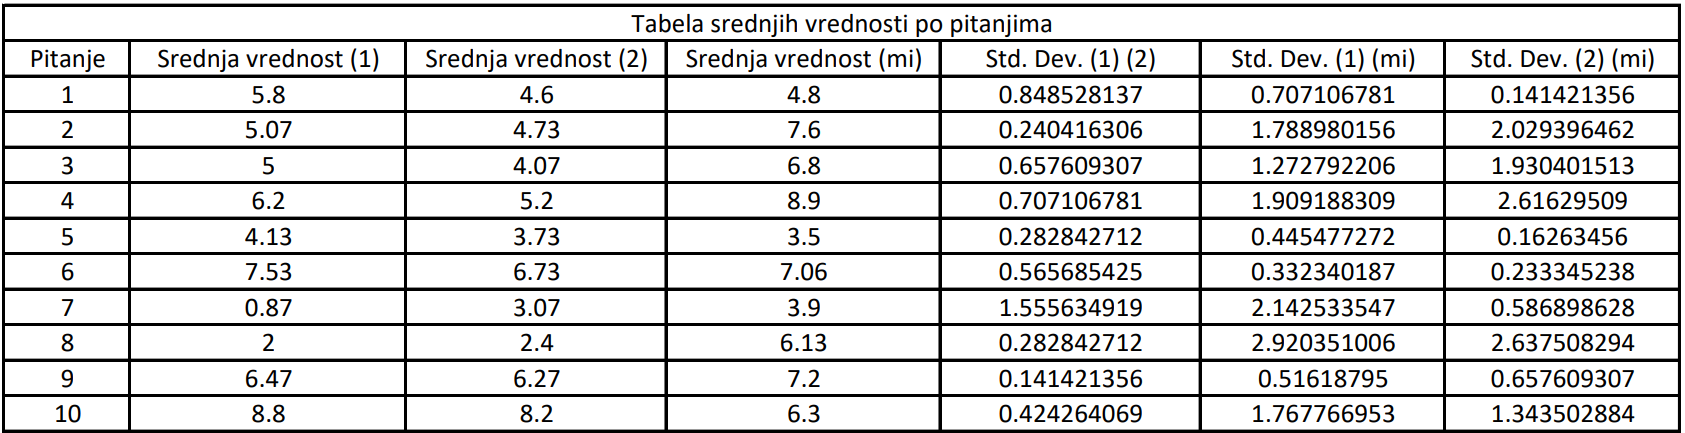 Tabela srednjih vrednosti po pitanjima
Pitanje Srednja vrednost (1) Srednja vrednost (2) Srednja vrednost (mi) Std. Dev. (1) (2) Std. Dev. (1) (mi) Std. Dev. (2) (mi)
1 5.8 4.6 4.8 0.848528137 0.707106781 0.141421356
2 5.07 4.73 7.6 0.240416306 1.788980156 2.029396462
3 5 4.07 6.8 0.657609307 1.272792206 1.930401513
4 6.2 5.2 8.9 0.707106781 1.909188309 2.61629509
5 4.13 3.73 3.5 0.282842712 0.445477272 0.16263456
6 7.53 6.73 7.06 0.565685425 0.332340187 0.233345238
7 0.87 3.07 3.9 1.555634919 2.142533547 0.586898628
8 2 2.4 6.13 0.282842712 2.920351006 2.637508294
9 6.47 6.27 7.2 0.141421356 0.51618795 0.657609307
10 8.8 8.2 6.3 0.424264069 1.767766953 1.343502884